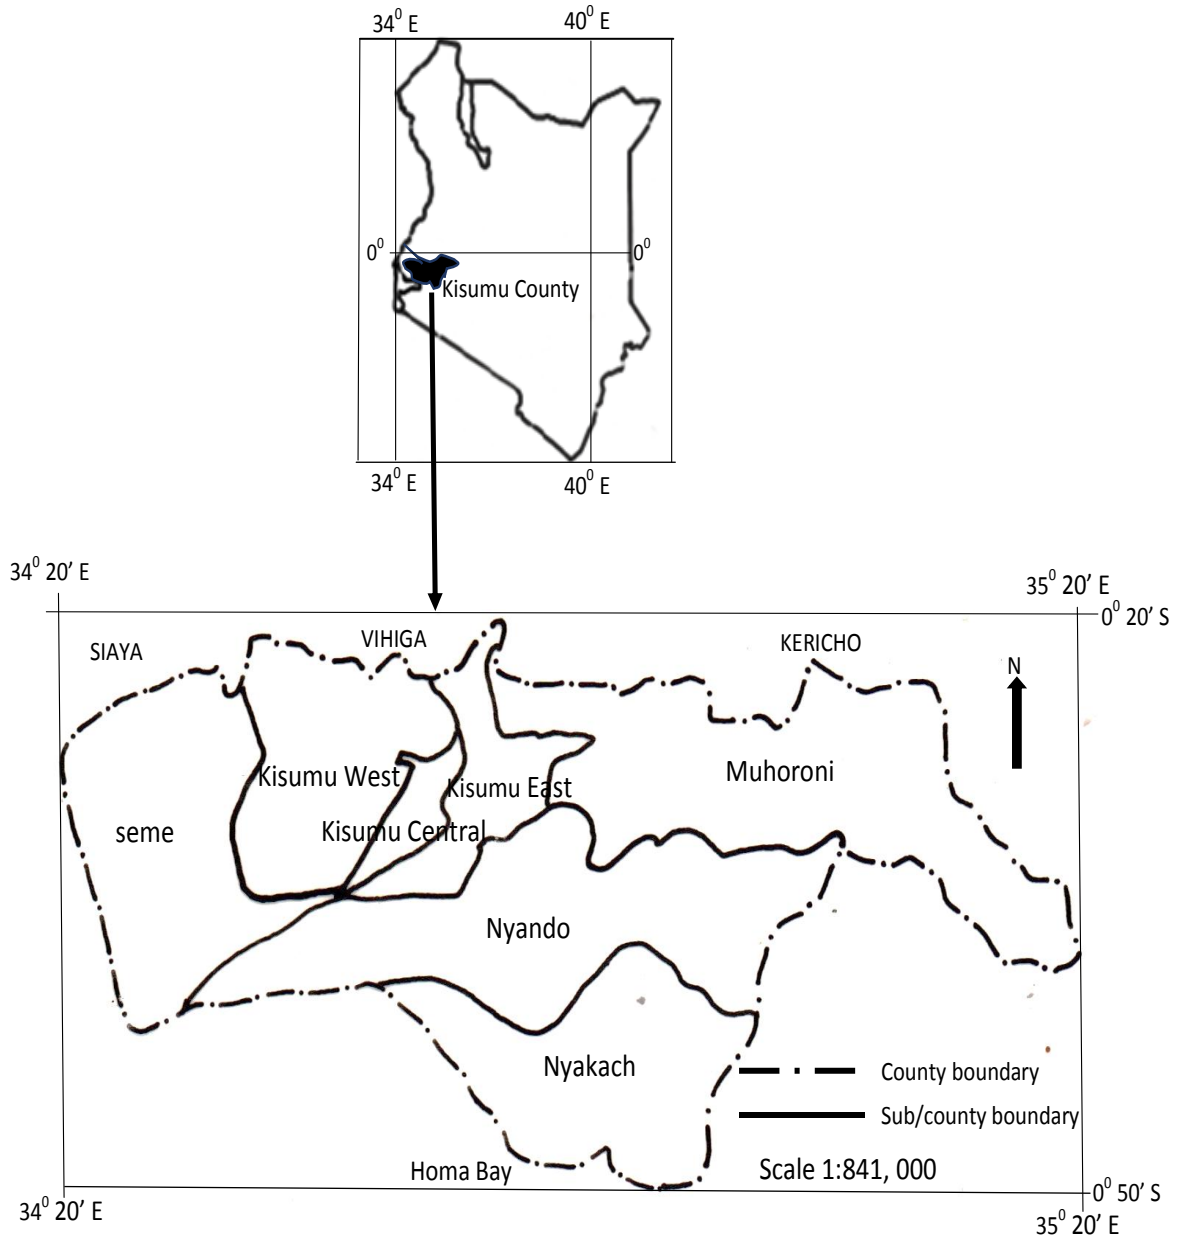 34⁰ E 40⁰ E
0⁰ 0⁰
Kisumu County
34⁰ E 40⁰ E
34⁰ 20' E 35⁰ 20' E
0⁰ 20' S
SIAYA VIHIGA KERICHO
N
Kisumu West Kisumu East Muhoroni
seme Kisumu Central
Nyando
Nyakach
County boundary
Sub/county boundary
Homa Bay Scale 1:841, 000
0⁰ 50' S
34⁰ 20' E 35⁰ 20' E